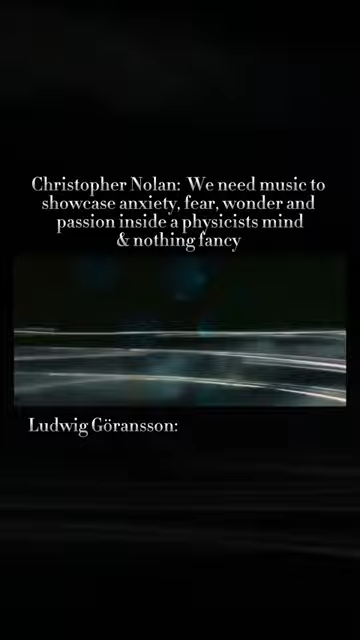 Christopher Nolan: We need music to
showcase anxiety, fear, wonder and
passion inside a physicists mind
& nothing fancy
Ludwig Göransson: